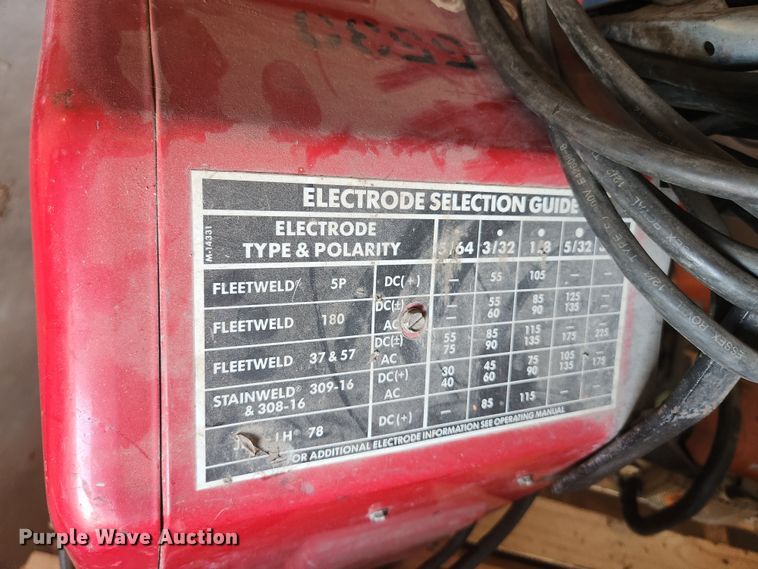 5530
M-14331
ELECTRODE SELECTION GUIDE
ELECTRODE TYPE & POLARITY 5/64 3/32 1/8 5/32
FLEETWELD 5P DC(+) — 55 105 — —
FLEETWELD 180 DC(±) — 55 85 125 —
AC 60 90 135 —
FLEETWELD 37 & 57 DC(±) 55 85 115 — —
AC 75 90 135 175 225
STAINWELD® 309-16 & 308-16 DC(+) 30 45 75 105 —
AC 40 60 90 135 175
78 DC(+) — 85 115 — —
FOR ADDITIONAL ELECTRODE INFORMATION SEE OPERATING MANUAL
Purple Wave Auction